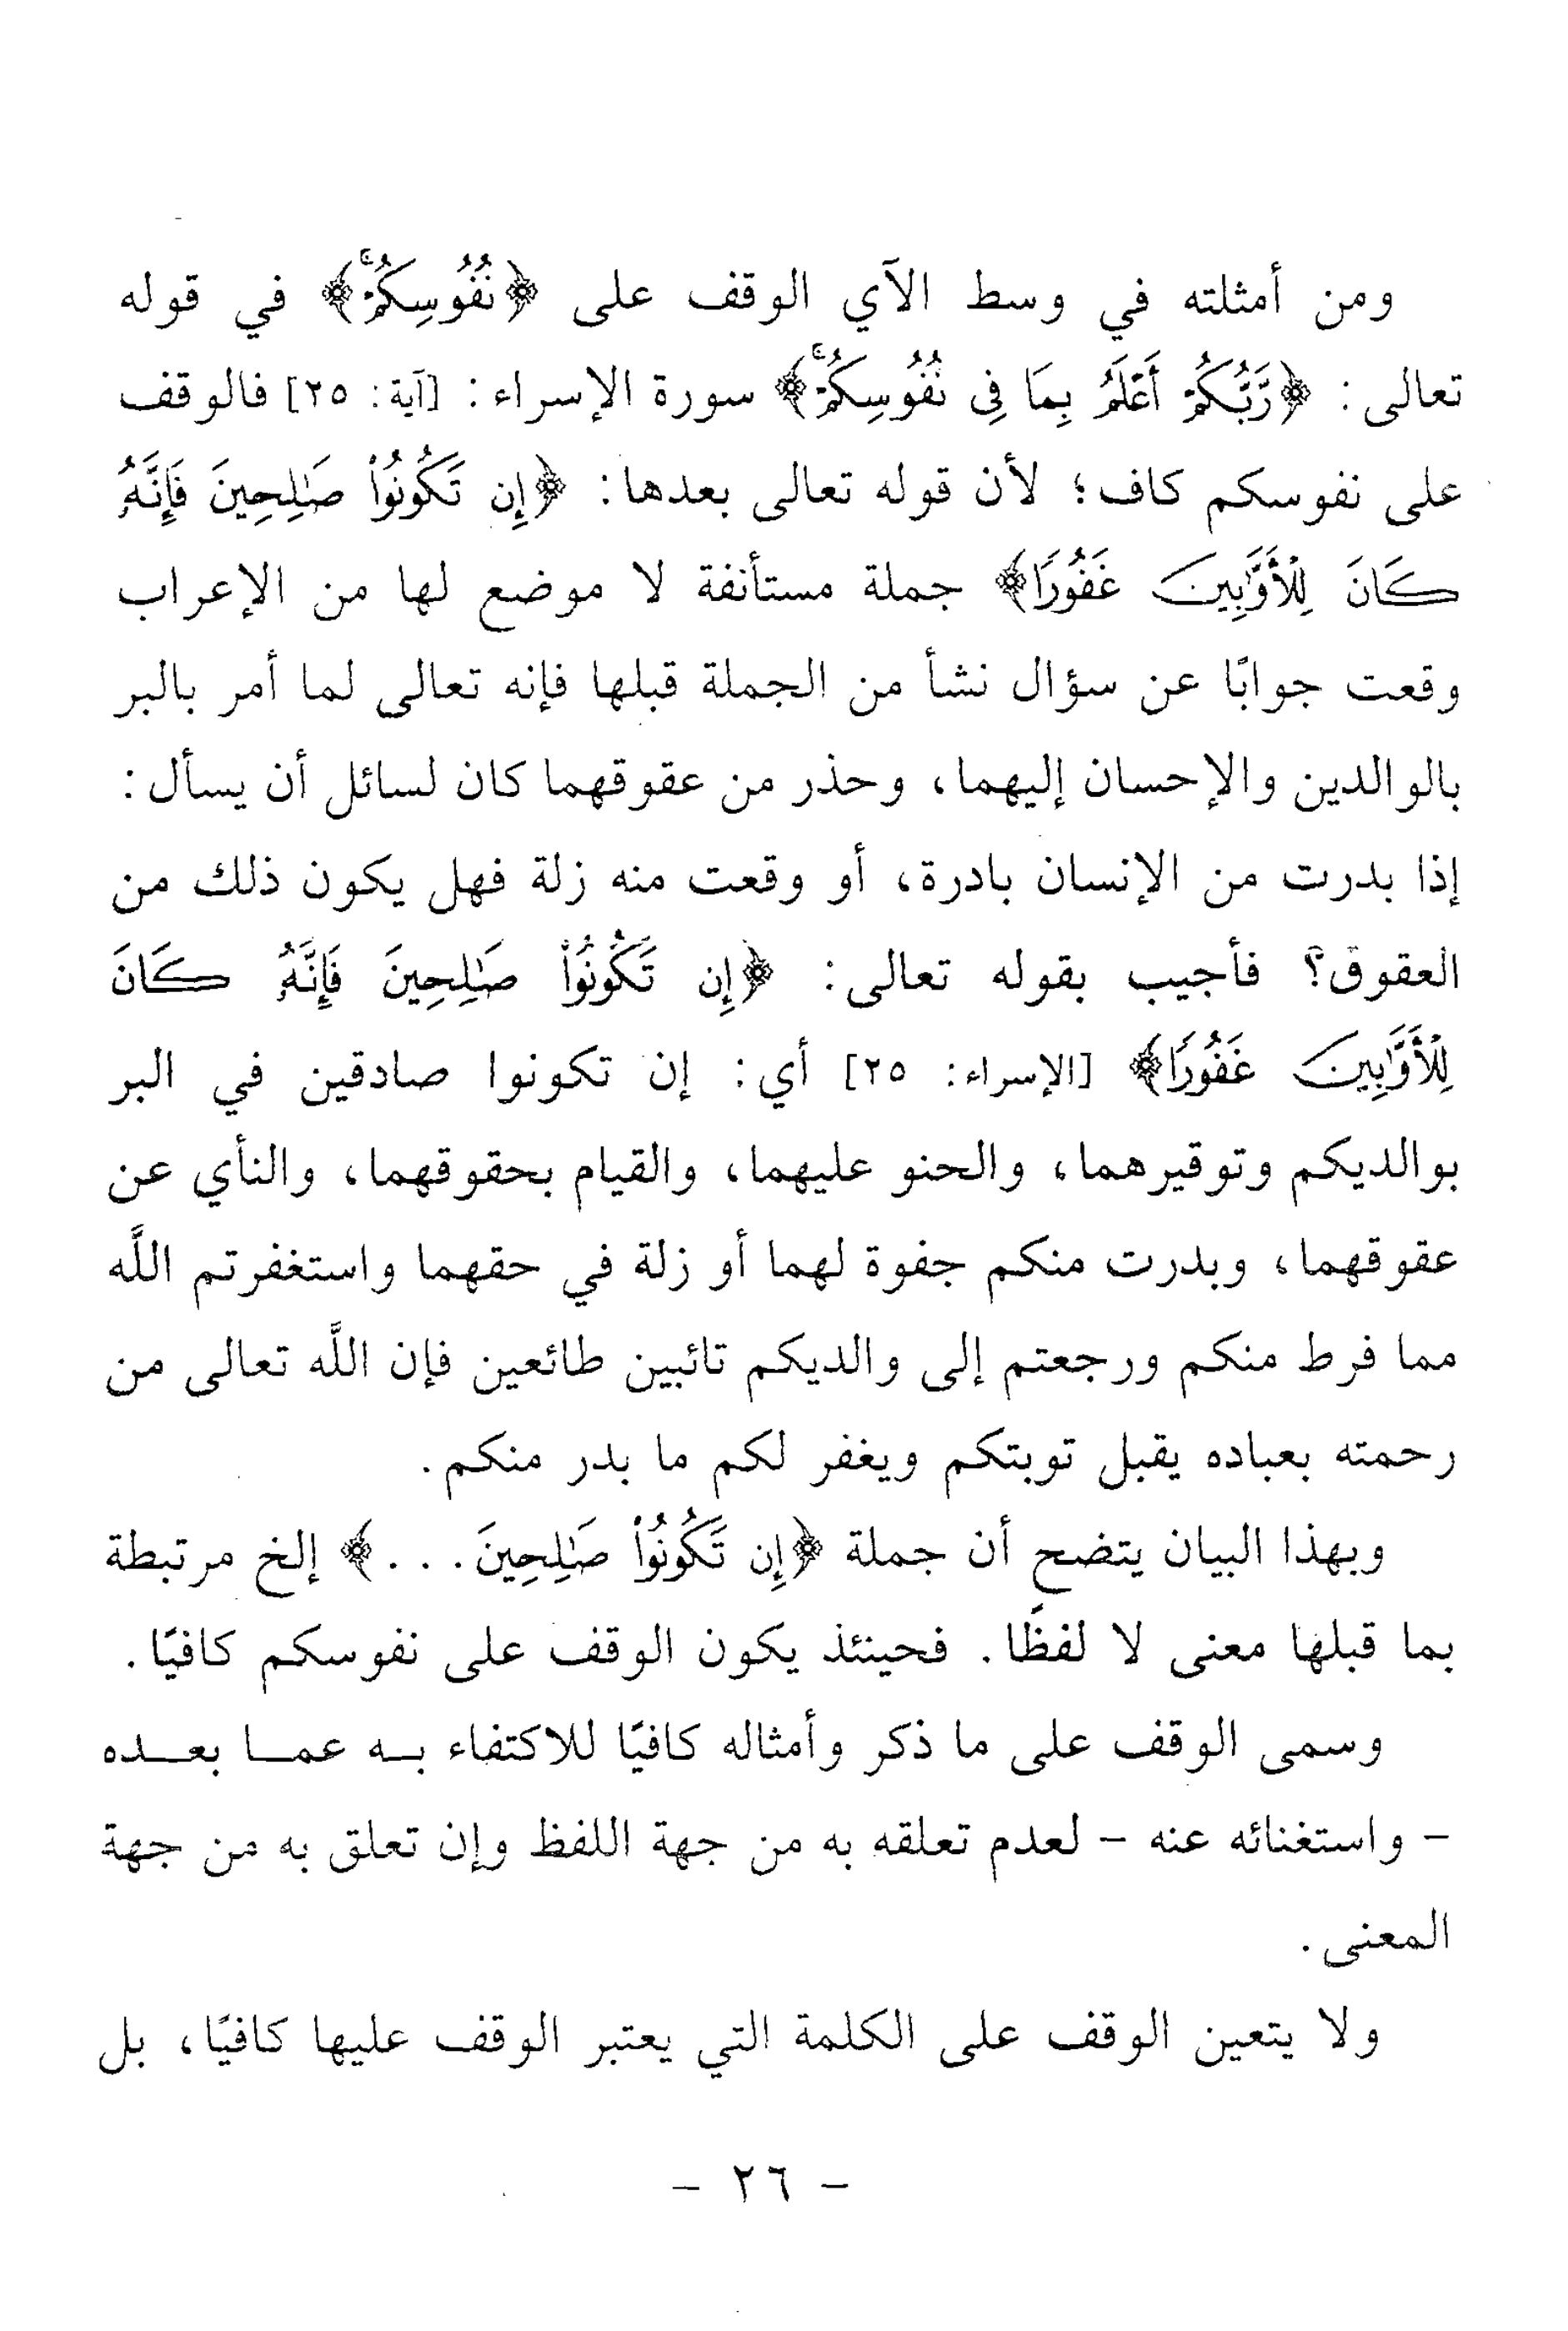 ومن أمثلته في وسط الآي الوقف على ﴿نُفُوسِكُمْۚ﴾ في قوله
تعالى: ﴿رَّبُّكُمْ أَعْلَمُ بِمَا فِي نُفُوسِكُمْۚ﴾ سورة الإسراء: [آية: ٢٥] فالوقف
على نفوسكم كاف؛ لأن قوله تعالى بعدها: ﴿إِن تَكُونُوا۟ صَـٰلِحِينَ فَإِنَّهُۥ
كَانَ لِلْأَوَّٰبِينَ غَفُورًا﴾ جملة مستأنفة لا موضع لها من الإعراب
وقعت جوابًا عن سؤال نشأ من الجملة قبلها فإنه تعالى لما أمر بالبر
بالوالدين والإحسان إليهما، وحذر من عقوقهما كان لسائل أن يسأل:
إذا بدرت من الإنسان بادرة، أو وقعت منه زلة فهل يكون ذلك من
العقوق؟ فأجيب بقوله تعالى: ﴿إِن تَكُونُوا۟ صَـٰلِحِينَ فَإِنَّهُۥ كَانَ
لِلْأَوَّٰبِينَ غَفُورًا﴾ [الإسراء: ٢٥] أي: إن تكونوا صادقين في البر
بوالديكم وتوقيرهما، والحنو عليهما، والقيام بحقوقهما، والنأي عن
عقوقهما، وبدرت منكم جفوة لهما أو زلة في حقهما واستغفرتم اللَّه
مما فرط منكم ورجعتم إلى والديكم تائبين طائعين فإن اللَّه تعالى من
رحمته بعباده يقبل توبتكم ويغفر لكم ما بدر منكم.
وبهذا البيان يتضح أن جملة ﴿إِن تَكُونُوا۟ صَـٰلِحِينَ...﴾ إلخ مرتبطة
بما قبلها معنى لا لفظًا. فحينئذ يكون الوقف على نفوسكم كافيًا.
وسمى الوقف على ما ذكر وأمثاله كافيًا للاكتفاء بـه عمـا بعـده
- واستغنائه عنه - لعدم تعلقه به من جهة اللفظ وإن تعلق به من جهة
المعنى.
ولا يتعين الوقف على الكلمة التي يعتبر الوقف عليها كافيًا، بل
- ٢٦ -